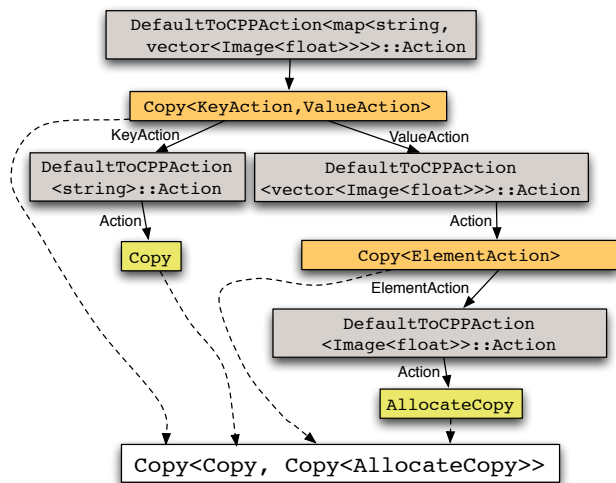 DefaultToCPPAction<map<string,
vector<Image<float>>>>::Action
Copy<KeyAction,ValueAction>
KeyAction
ValueAction
DefaultToCPPAction
<string>::Action
DefaultToCPPAction
<vector<Image<float>>>::Action
Action
Action
Copy
Copy<ElementAction>
ElementAction
DefaultToCPPAction
<Image<float>>::Action
Action
AllocateCopy
Copy<Copy, Copy<AllocateCopy>>